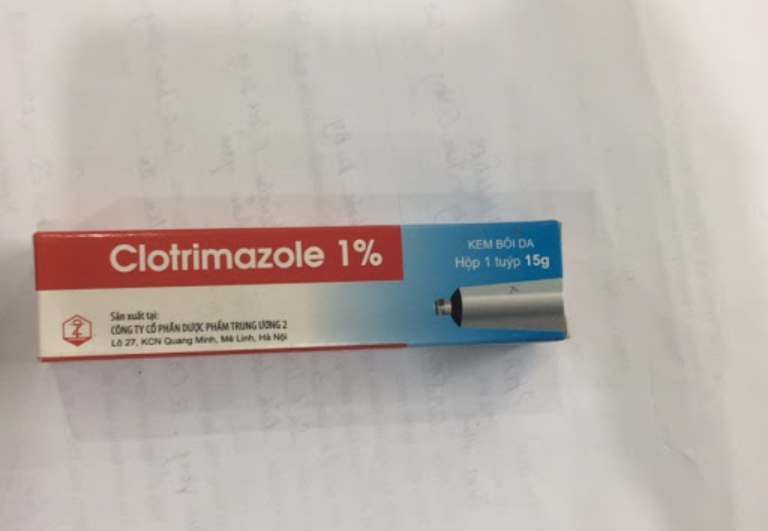 Clotrimazole 1%
KEM BÔI DA
Hộp 1 tuýp 15g
Sản xuất tại:
CÔNG TY CỔ PHẦN DƯỢC PHẨM TRUNG ƯƠNG 2
Lô 27, KCN Quang Minh, Mê Linh, Hà Nội